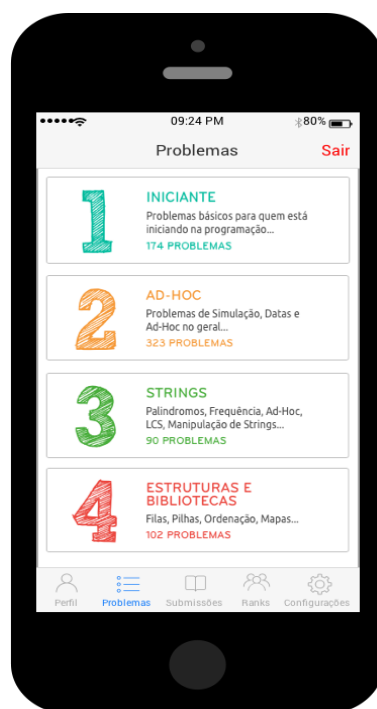 09:24 PM
80%
Problemas
Sair
1
INICIANTE
Problemas básicos para quem está
iniciando na programação...
174 PROBLEMAS
2
AD-HOC
Problemas de Simulação, Datas e
Ad-Hoc no geral...
323 PROBLEMAS
3
STRINGS
Palindromos, Frequência, Ad-Hoc,
LCS, Manipulação de Strings...
90 PROBLEMAS
4
ESTRUTURAS E
BIBLIOTECAS
Filas, Pilhas, Ordenação, Mapas...
102 PROBLEMAS
Perfil
Problemas
Submissões
Ranks
Configurações